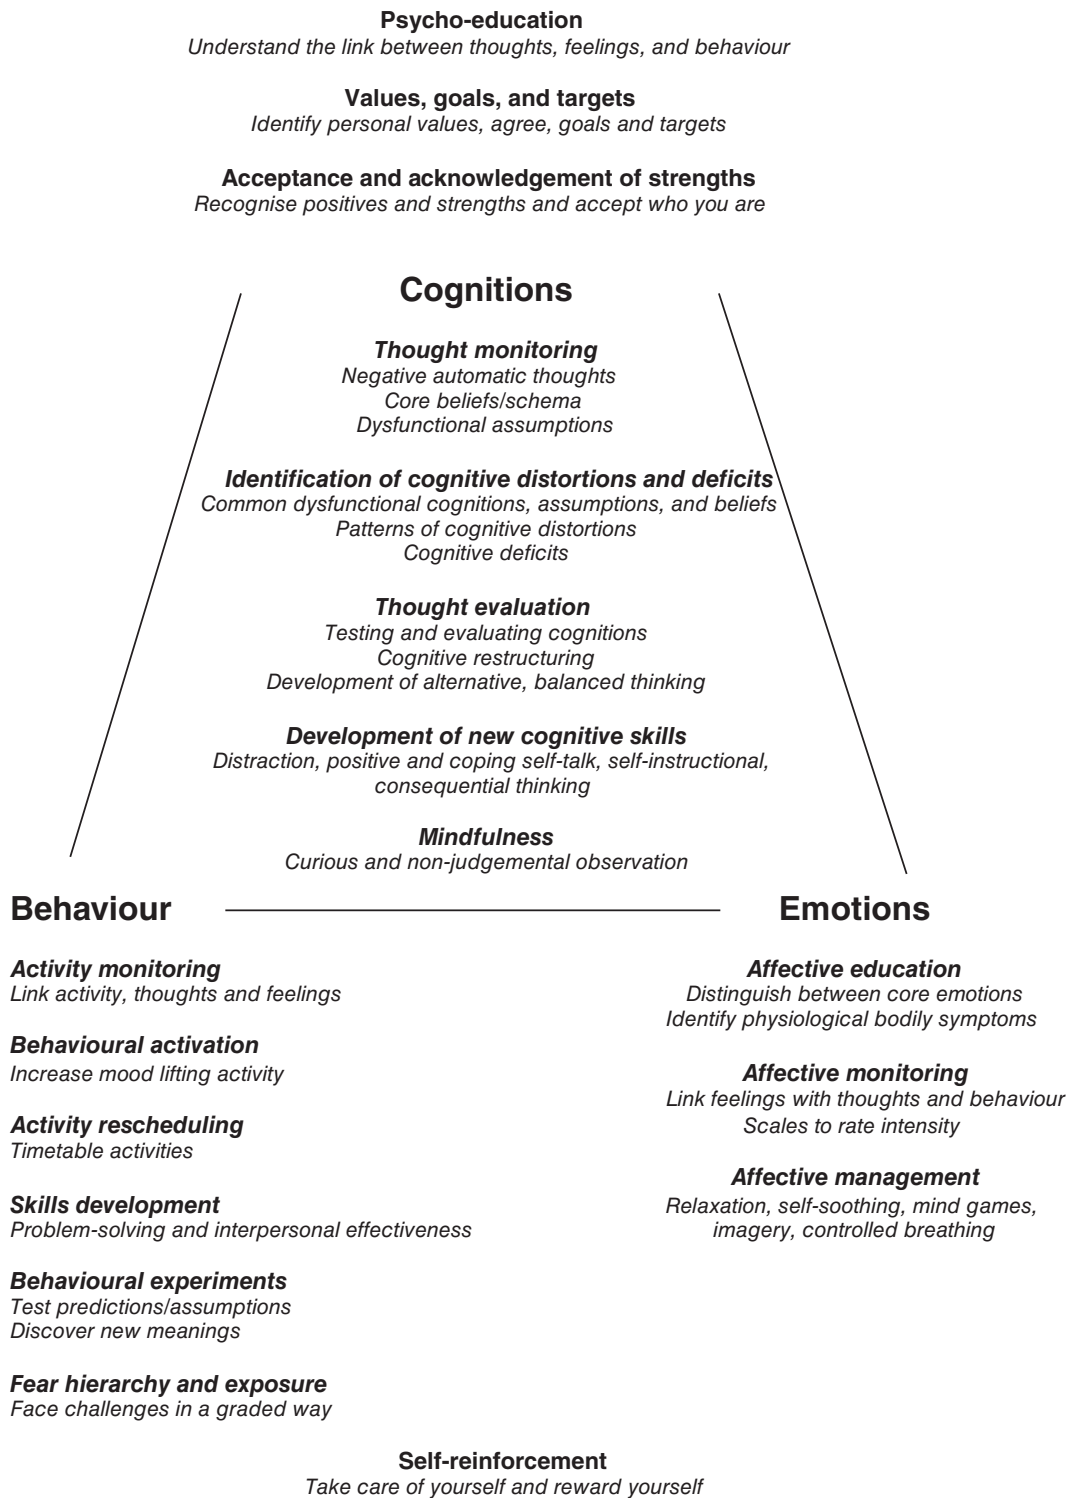 Psycho-education
Understand the link between thoughts, feelings, and behaviour
Values, goals, and targets
Identify personal values, agree, goals and targets
Acceptance and acknowledgement of strengths
Recognise positives and strengths and accept who you are
Cognitions
Thought monitoring
Negative automatic thoughts
Core beliefs/schema
Dysfunctional assumptions
Identification of cognitive distortions and deficits
Common dysfunctional cognitions, assumptions, and beliefs
Patterns of cognitive distortions
Cognitive deficits
Thought evaluation
Testing and evaluating cognitions
Cognitive restructuring
Development of alternative, balanced thinking
Development of new cognitive skills
Distraction, positive and coping self-talk, self-instructional,
consequential thinking
Mindfulness
Curious and non-judgemental observation
Behaviour
Activity monitoring
Link activity, thoughts and feelings
Behavioural activation
Increase mood lifting activity
Activity rescheduling
Timetable activities
Skills development
Problem-solving and interpersonal effectiveness
Behavioural experiments
Test predictions/assumptions
Discover new meanings
Fear hierarchy and exposure
Face challenges in a graded way
Emotions
Affective education
Distinguish between core emotions
Identify physiological bodily symptoms
Affective monitoring
Link feelings with thoughts and behaviour
Scales to rate intensity
Affective management
Relaxation, self-soothing, mind games,
imagery, controlled breathing
Self-reinforcement
Take care of yourself and reward yourself